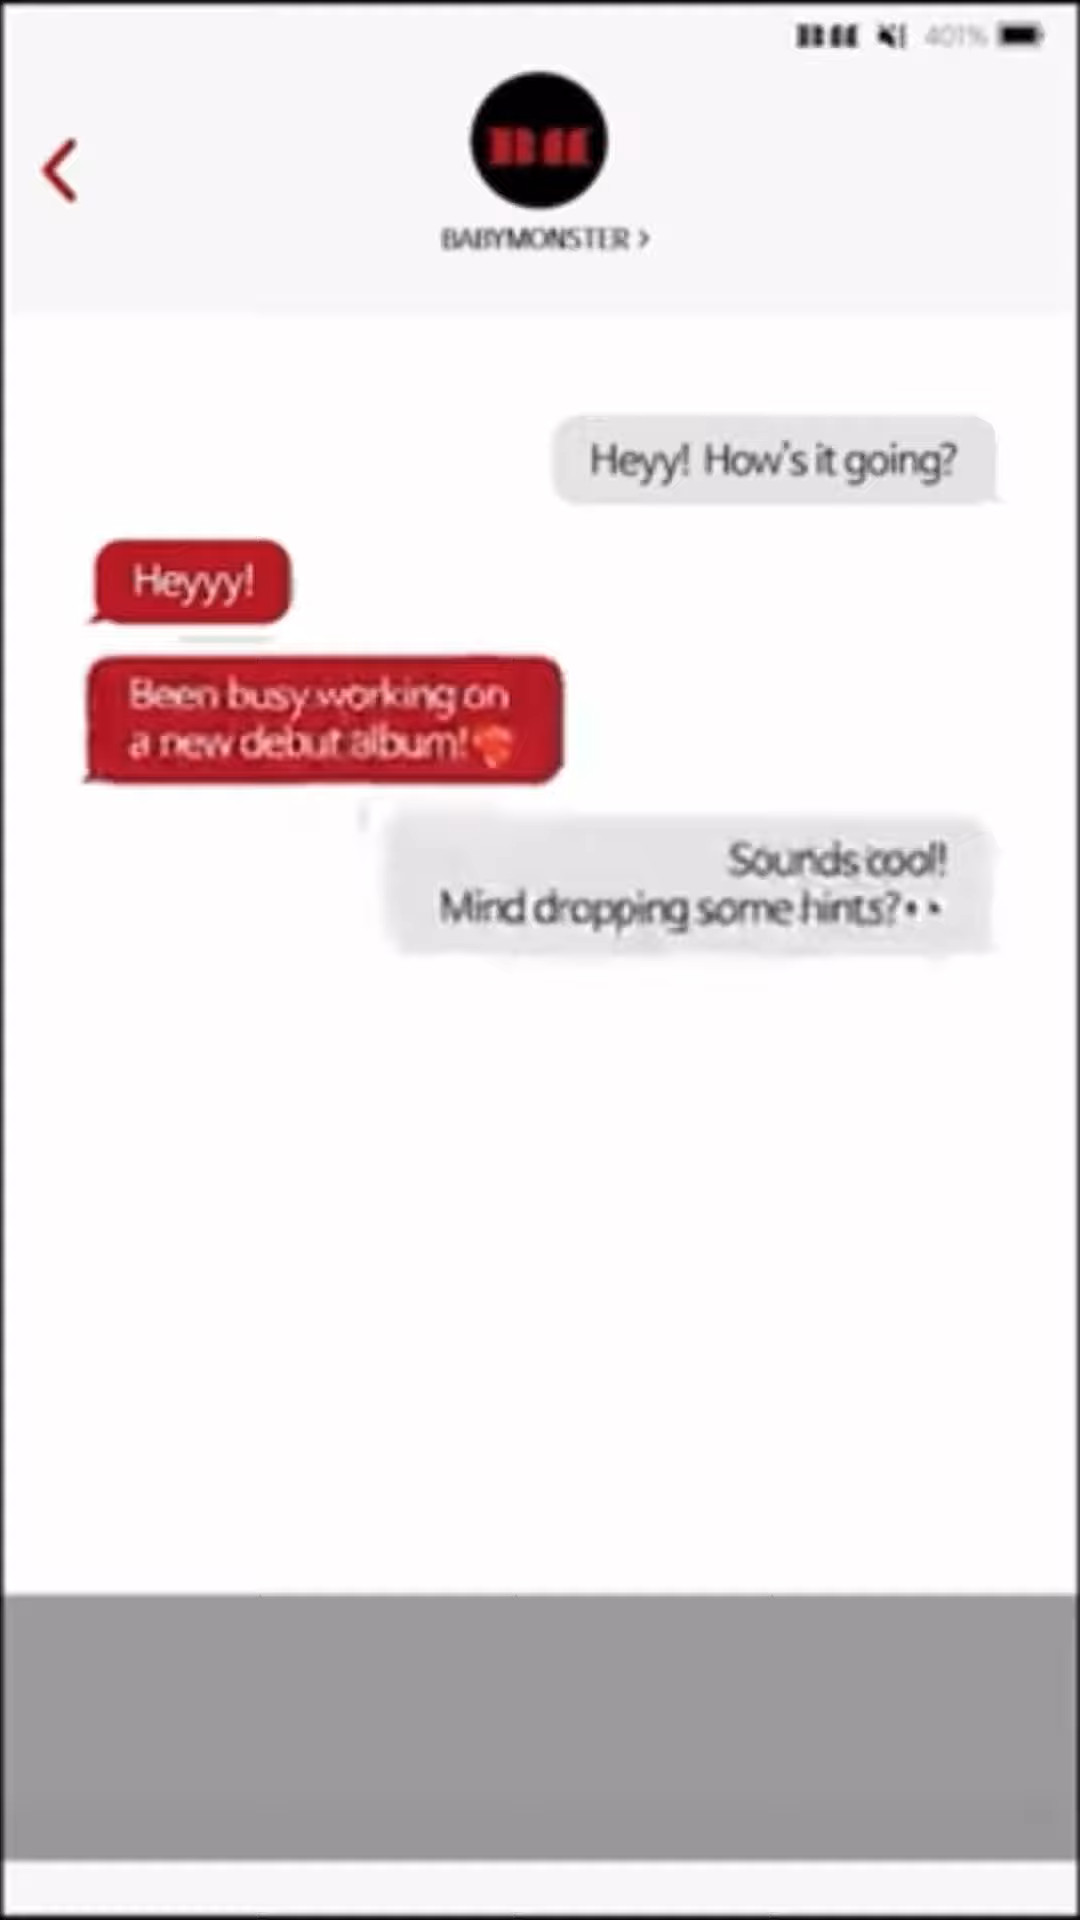 401%
BABYMONSTER >
Heyy! How's it going?
Heyyy!
Been busy working on
a new debut album!
Sounds cool!
Mind dropping some hints?